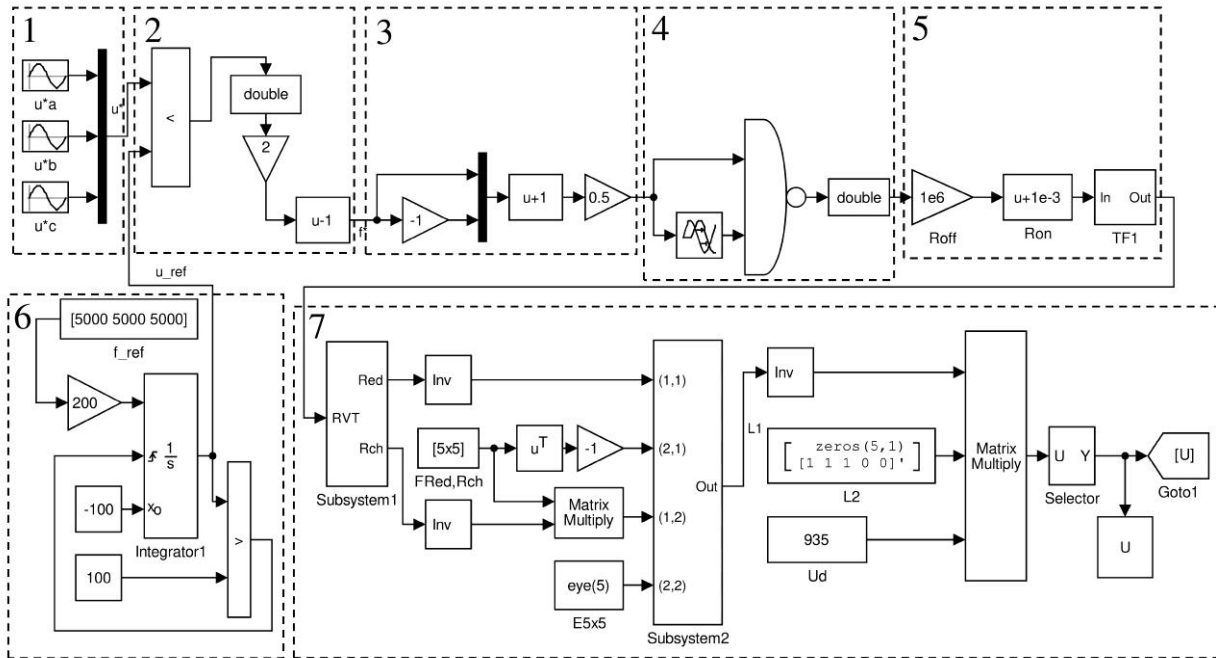 1
u*a
u*b
u*c
u*
2
<
double
2
u-1
f*
3
-1
u+1
0.5
4
double
5
1e6
Roff
u+1e-3
Ron
In
Out
TF1
u_ref
6
[5000 5000 5000]
f_ref
200
1
s
-100
xo
Integrator1
100
>
7
RVT
Red
Rch
Subsystem1
Inv
[5x5]
FRed,Rch
uT
-1
Inv
Matrix
Multiply
eye(5)
E5x5
(1,1)
(2,1)
(1,2)
(2,2)
Out
Subsystem2
L1
Inv
zeros(5,1)
[1 1 1 0 0]'
L2
935
Ud
Matrix
Multiply
U Y
Selector
[U]
Goto1
U